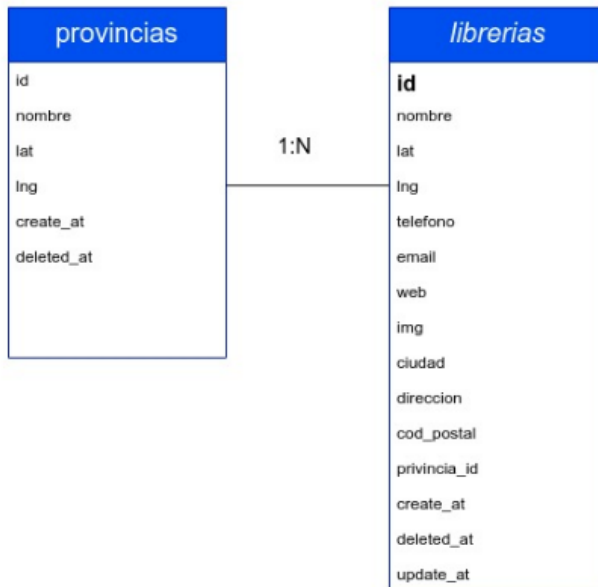 provincias
id
nombre
lat
lng
create_at
deleted_at
1:N
librerias
id
nombre
lat
lng
telefono
email
web
img
ciudad
direccion
cod_postal
privincia_id
create_at
deleted_at
update_at